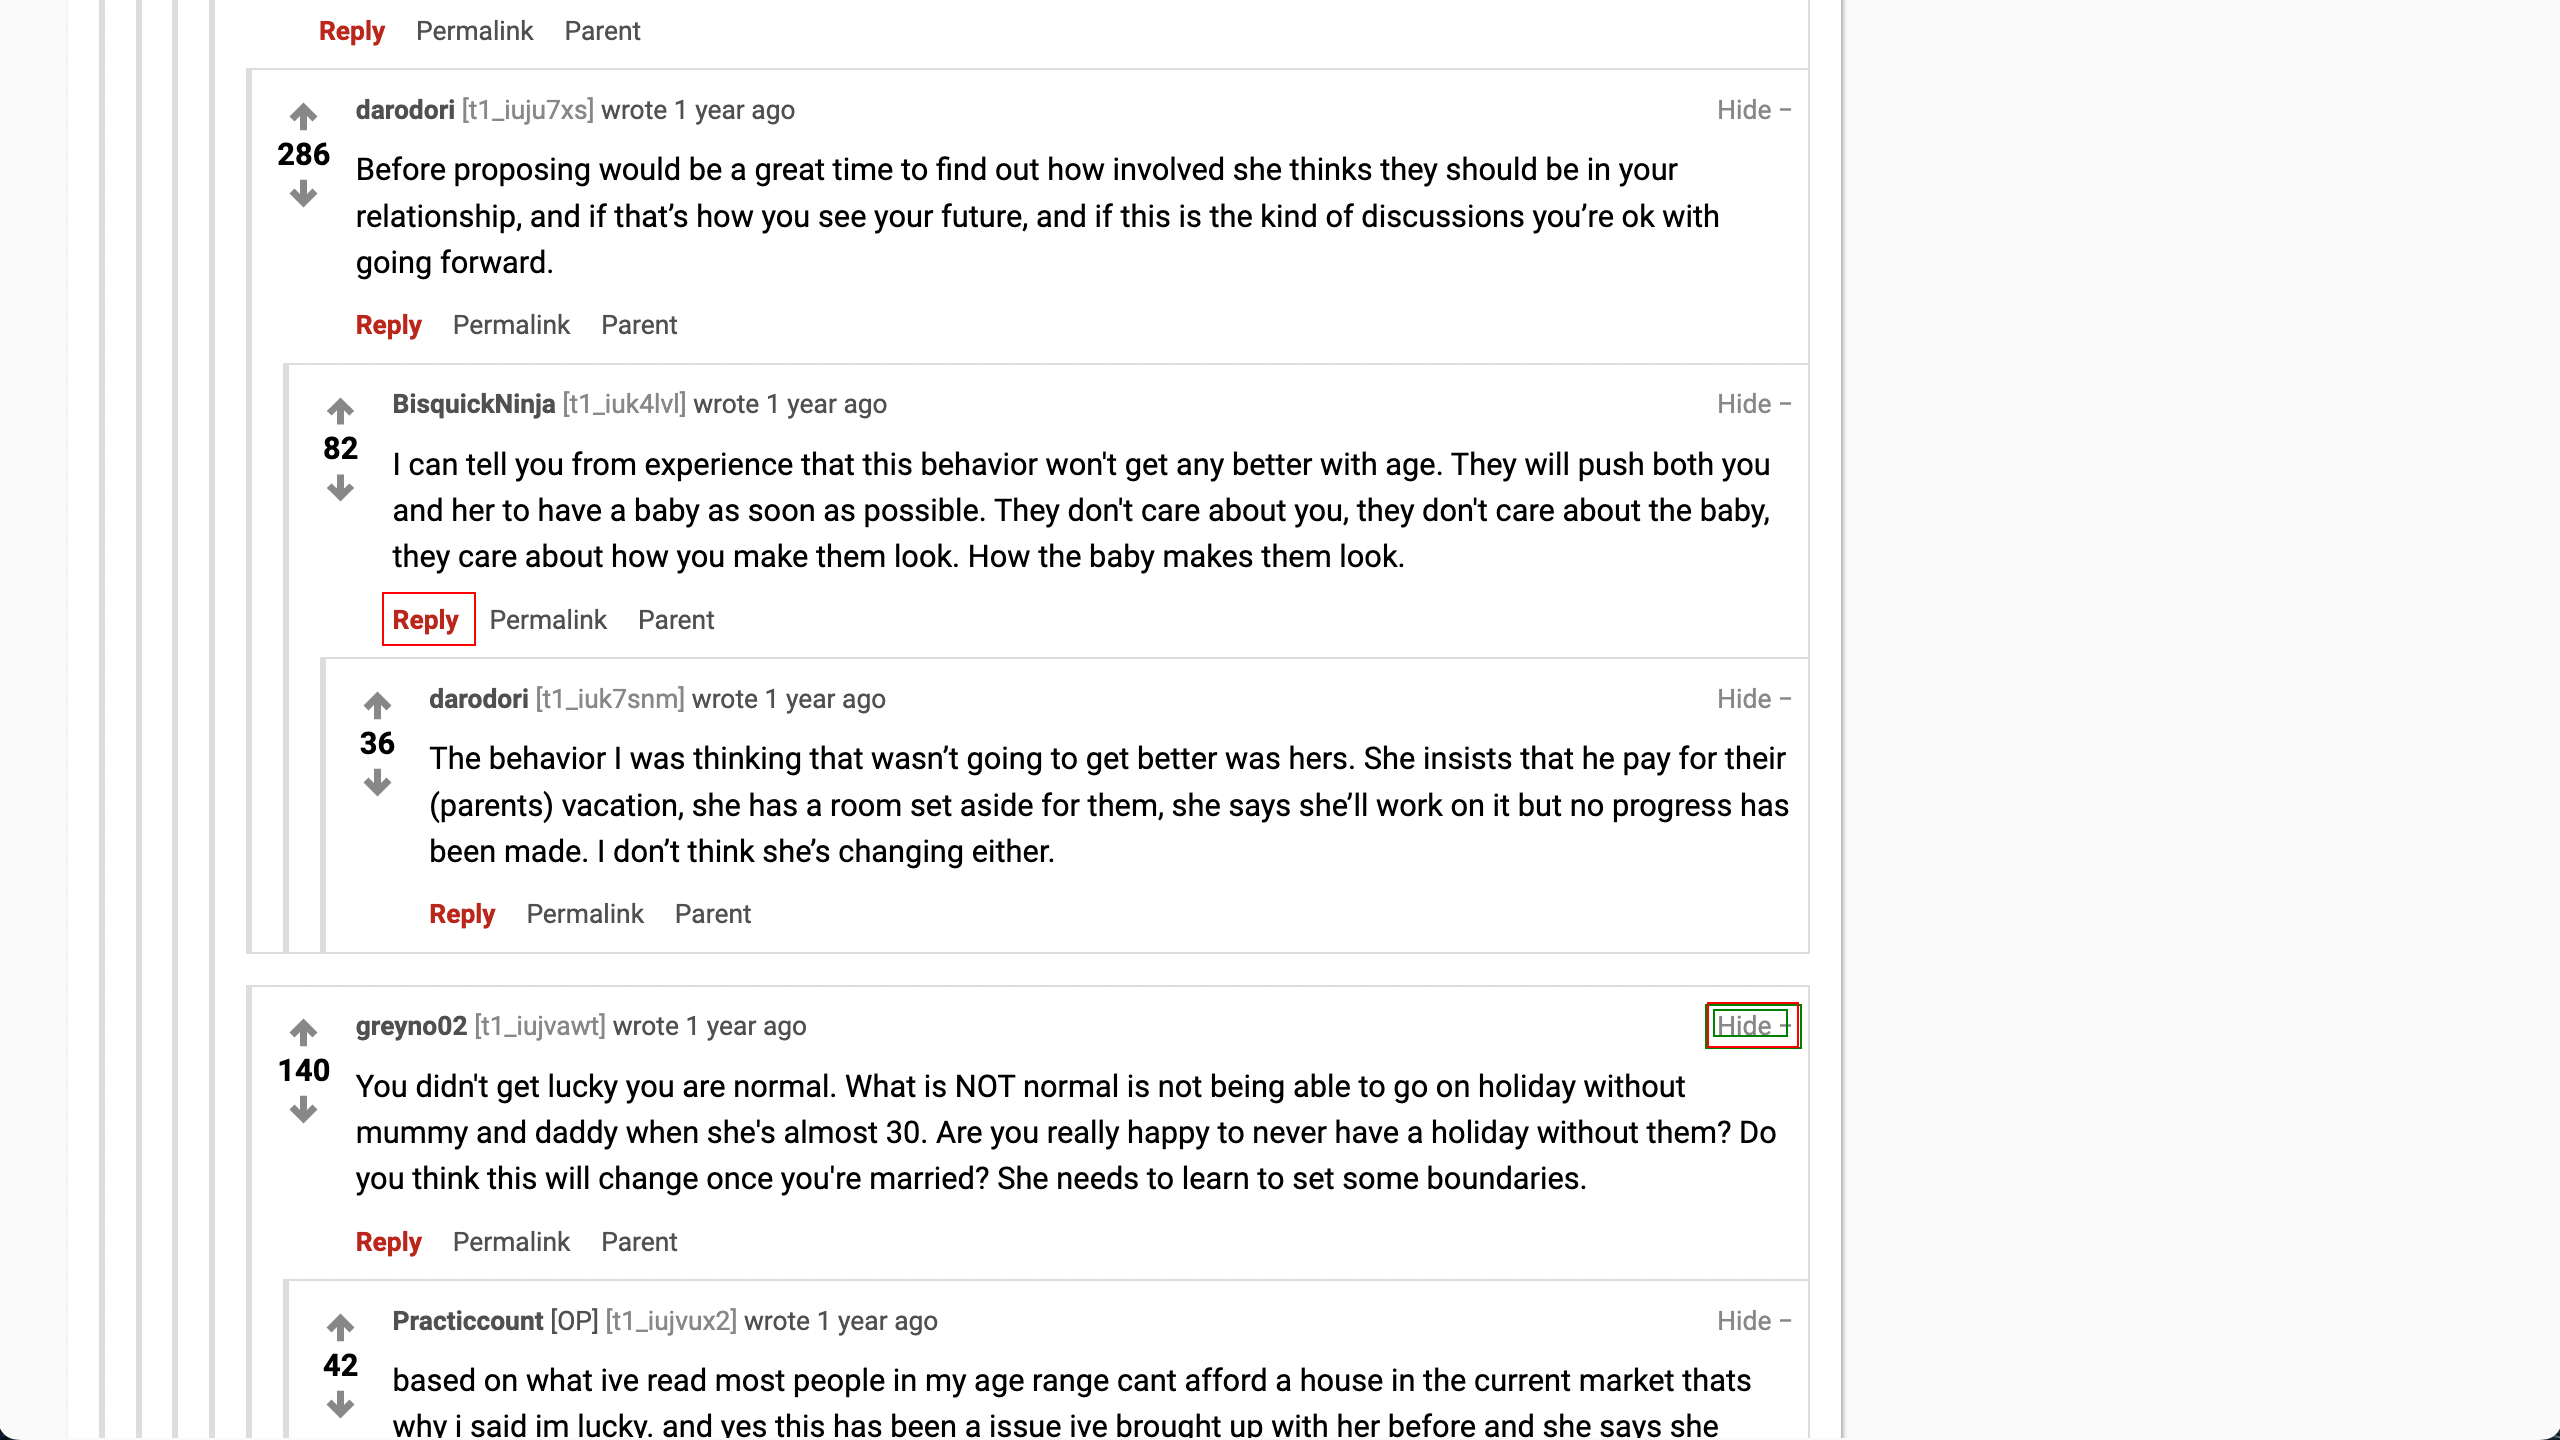 Reply Permalink Parent
darodori [t1_iuju7xs] wrote 1 year ago Hide −
286
Before proposing would be a great time to find out how involved she thinks they should be in your
relationship, and if that’s how you see your future, and if this is the kind of discussions you’re ok with
going forward.
Reply Permalink Parent
BisquickNinja [t1_iuk4lvl] wrote 1 year ago Hide −
82
I can tell you from experience that this behavior won't get any better with age. They will push both you
and her to have a baby as soon as possible. They don't care about you, they don't care about the baby,
they care about how you make them look. How the baby makes them look.
Reply Permalink Parent
darodori [t1_iuk7snm] wrote 1 year ago Hide −
36
The behavior I was thinking that wasn’t going to get better was hers. She insists that he pay for their
(parents) vacation, she has a room set aside for them, she says she’ll work on it but no progress has
been made. I don’t think she’s changing either.
Reply Permalink Parent
greyno02 [t1_iujvawt] wrote 1 year ago Hide −
140
You didn't get lucky you are normal. What is NOT normal is not being able to go on holiday without
mummy and daddy when she's almost 30. Are you really happy to never have a holiday without them? Do
you think this will change once you're married? She needs to learn to set some boundaries.
Reply Permalink Parent
Practiccount [OP] [t1_iujvux2] wrote 1 year ago Hide −
42
based on what ive read most people in my age range cant afford a house in the current market thats
why i said im lucky. and yes this has been a issue ive brought up with her before and she says she